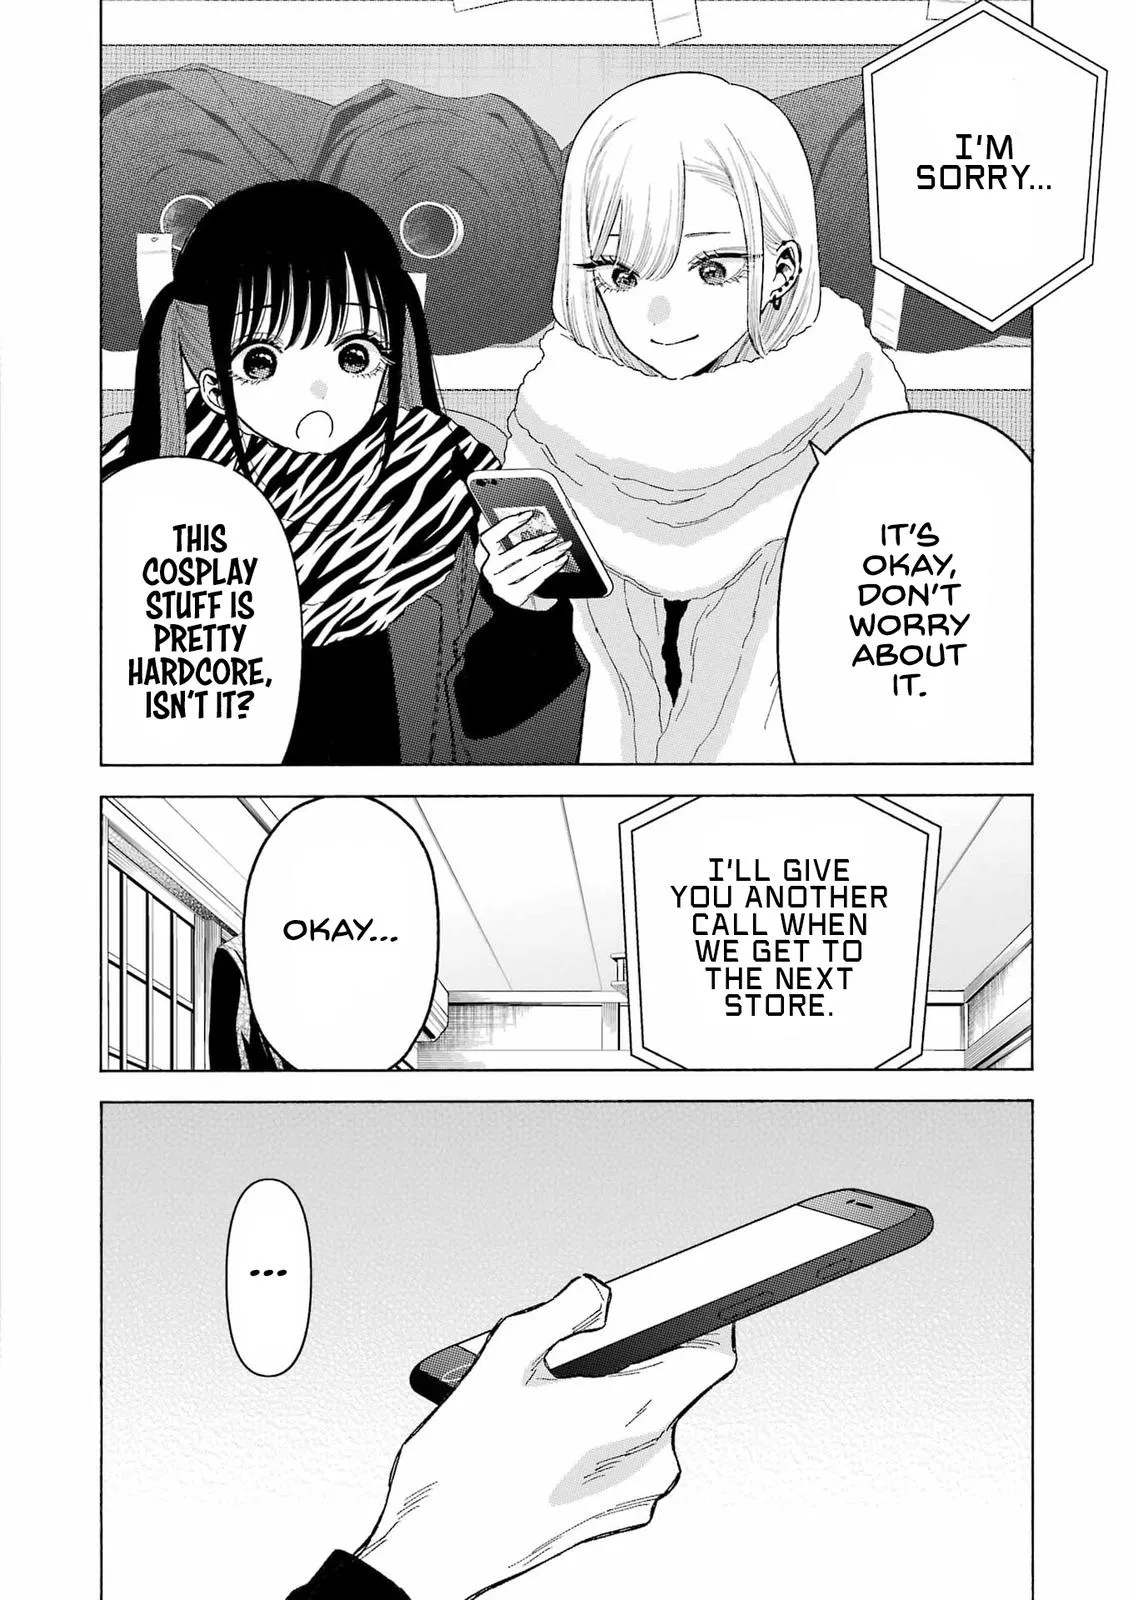 I'M
SORRY...
IT'S
OKAY,
DON'T
WORRY
ABOUT
IT.
THIS
COSPLAY
STUFF IS
PRETTY
HARDCORE,
ISN'T IT?
I'LL GIVE
YOU ANOTHER
CALL WHEN
WE GET TO
THE NEXT
STORE.
OKAY...
...